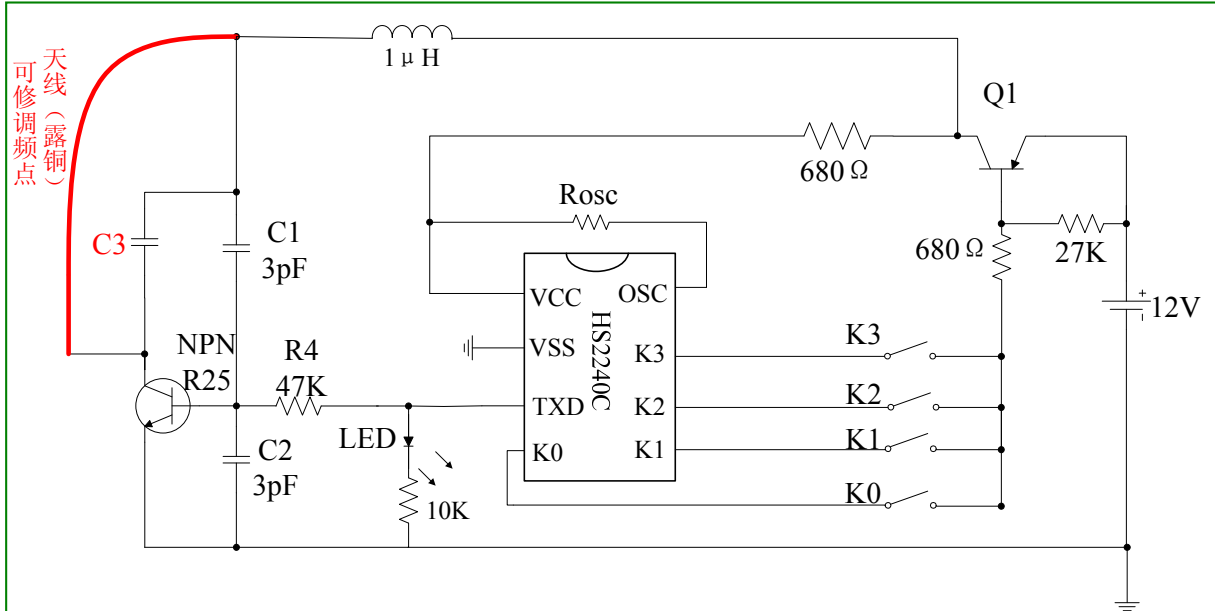 天线（露铜）
可修调频点
1μH
Q1
680Ω
Rosc
C3
C1
3pF
680Ω
27K
VCC
OSC
HS2240C
12V
+
-
VSS
K3
K3
NPN
R25
R4
47K
TXD
K2
K2
LED
K0
K1
K1
C2
3pF
10K
K0